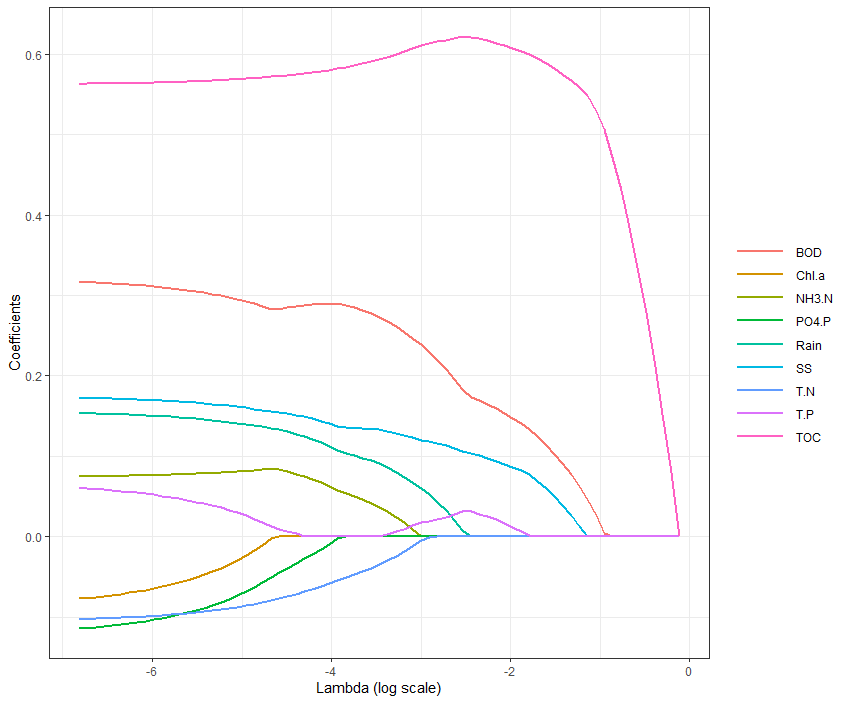 0.6
0.4
0.2
0.0
Coefficients
-6
-4
-2
0
Lambda (log scale)
BOD
Chl.a
NH3.N
PO4.P
Rain
SS
T.N
T.P
TOC